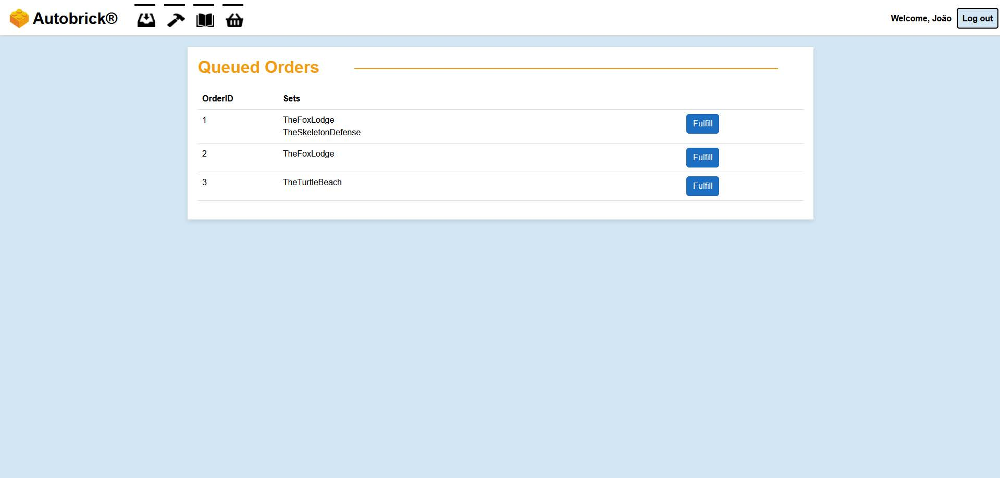 Autobrick®
Welcome, João
Log out
Queued Orders
OrderID Sets
1 TheFoxLodge Fulfill
TheSkeletonDefense
2 TheFoxLodge Fulfill
3 TheTurtleBeach Fulfill